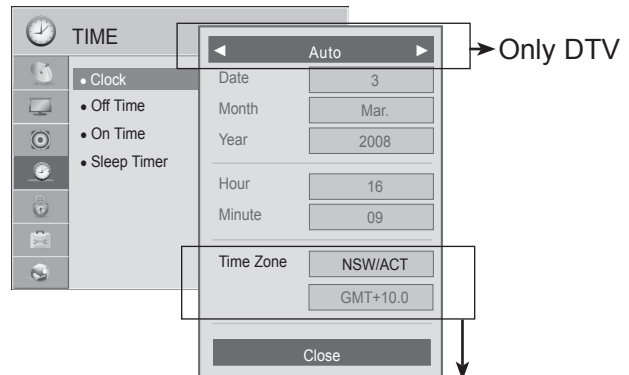 TIME
• Clock
• Off Time
• On Time
• Sleep Timer
◄ Auto ►
Only DTV
Date 3
Month Mar.
Year 2008
Hour 16
Minute 09
Time Zone NSW/ACT
GMT+10.0
Close